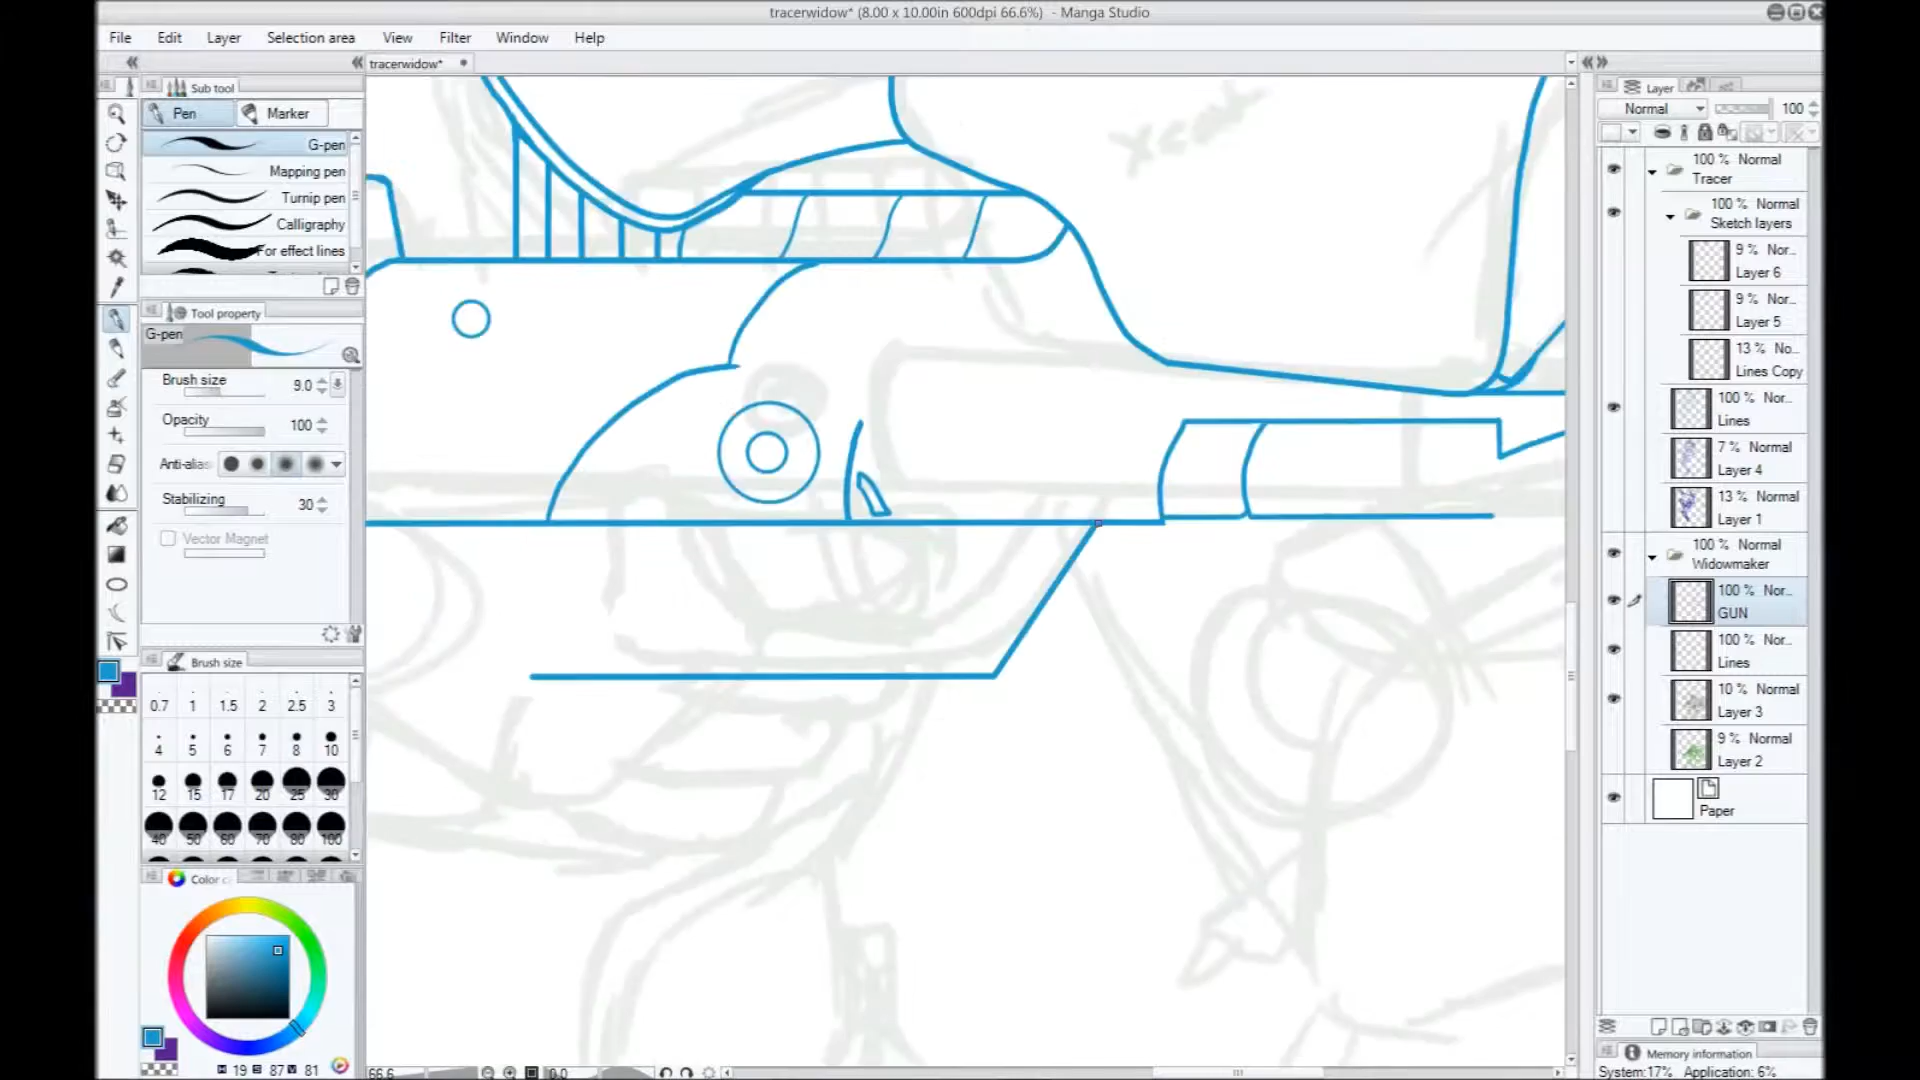 tracerwidow* (8.00 x 10.00in 600dpi 66.6%) - Manga Studio
File Edit Layer Selection area View Filter Window Help
tracerwidow*
Sub tool
Pen Marker
G-pen
Mapping pen
Turnip pen
Calligraphy
For effect lines
Tool property
G-pen
Brush size 9.0
Opacity 100
Anti-alias
Stabilizing 30
Vector Magnet
Brush size
0.7 1 1.5 2 2.5 3
4 5 6 7 8 10
12 15 17 20 25 30
40 50 60 70 80 100
Color c
H 19 S 87 V 81
66.6 0.0
Layer
Normal 100
100 % Normal
Tracer
100 % Normal
Sketch layers
9 % Nor...
Layer 6
9 % Nor...
Layer 5
13 % No...
Lines Copy
100 % Nor...
Lines
7 % Normal
Layer 4
13 % Normal
Layer 1
100 % Normal
Widowmaker
100 % Nor...
GUN
100 % Nor...
Lines
10 % Normal
Layer 3
9 % Normal
Layer 2
Paper
Memory information
System:17% Application: 6%